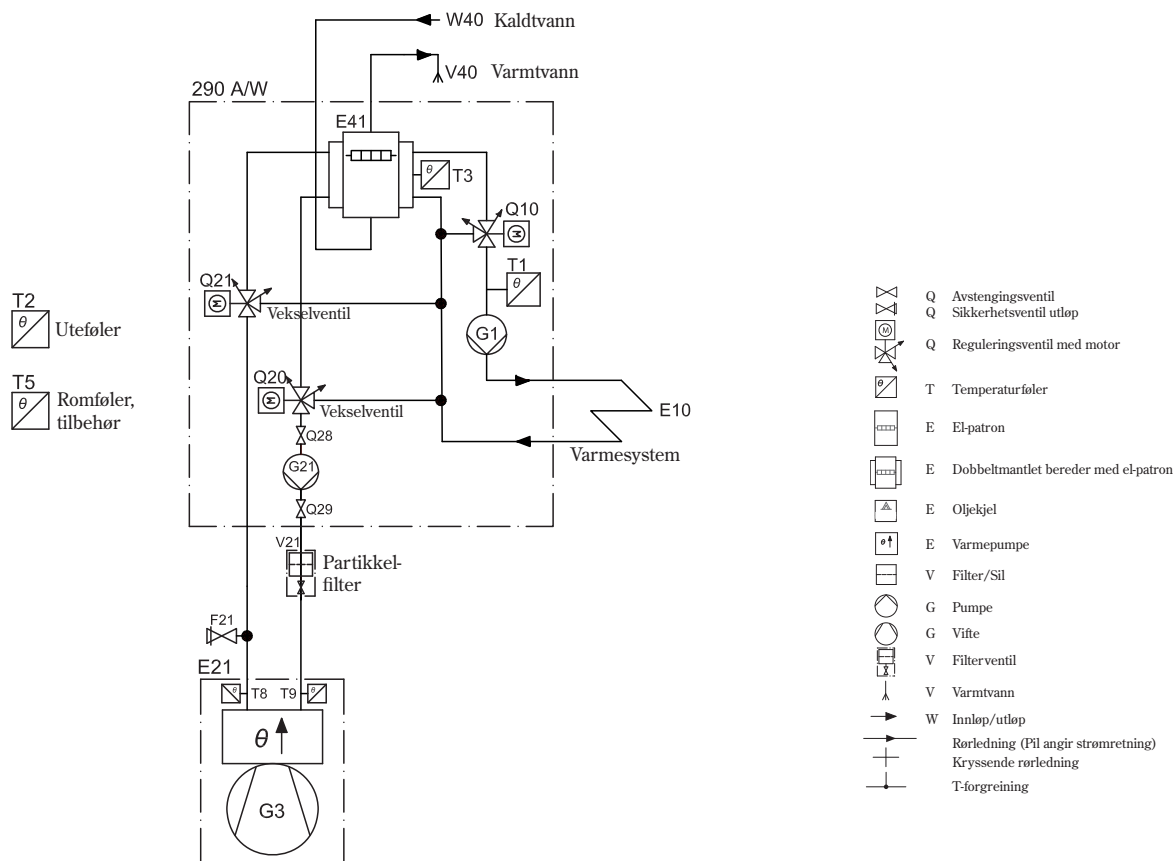 W40 Kaldtvann
V40 Varmtvann
290 A/W
E41
θ
T3
Q10
M
Q21
M
Vekselventil
T1
θ
T2
θ
Uteføler
G1
T5
θ
Romføler,
tilbehør
Q20
M
Vekselventil
E10
Q28
Varmesystem
G21
Q29
V21
Partikkel-
filter
F21
E21
θ
T8
T9
θ
θ
G3
Q Avstengingsventil
Q Sikkerhetsventil utløp
M
Q Reguleringsventil med motor
θ
T Temperaturføler
E El-patron
E Dobbeltmantlet bereder med el-patron
E Oljekjel
θ
E Varmepumpe
V Filter/Sil
G Pumpe
G Vifte
V Filterventil
V Varmtvann
W Innløp/utløp
Rørledning (Pil angir strømretning)
Kryssende rørledning
T-forgreining